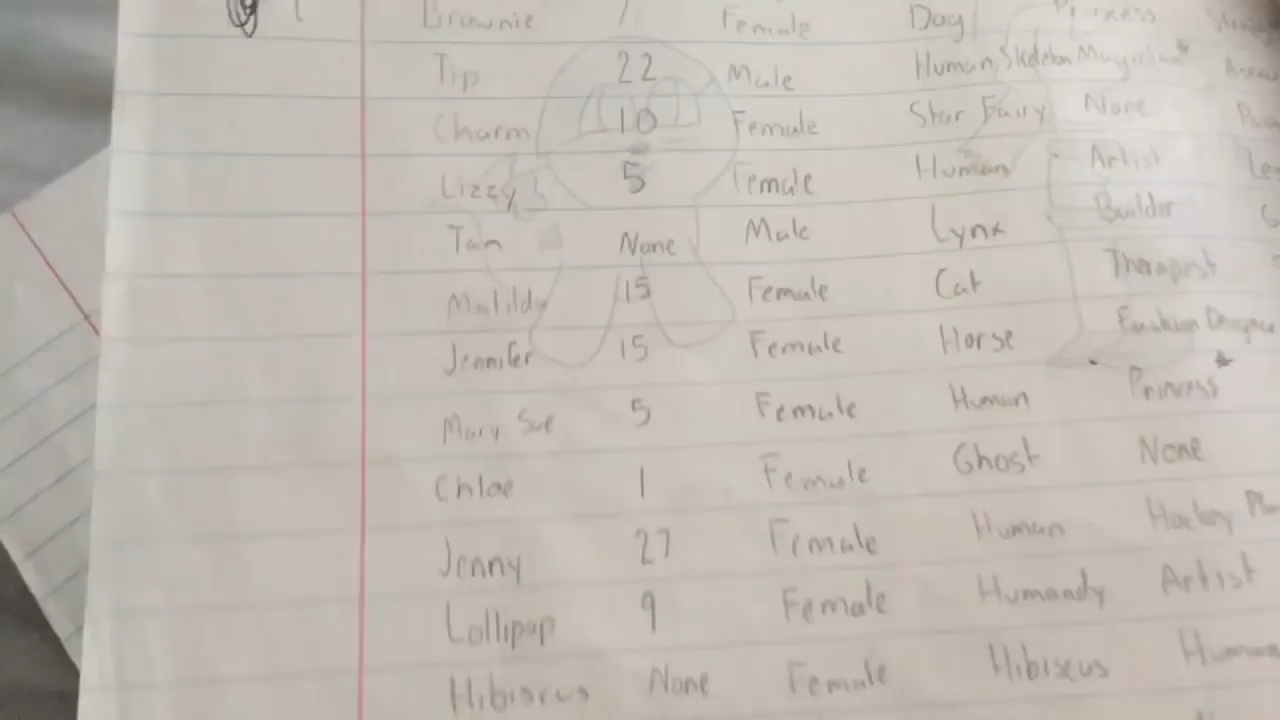 Brownie Female Dog
Tip 22 Male Human Skeleton
Charm 10 Female Star Fairy None
Lizzy 5 Female Human Artist
Tan None Male Lynx Builder
Matilda 15 Female Cat Therapist
Jennifer 15 Female Horse Fashion
Mary Sue 5 Female Human Princess
Chloe 1 Female Ghost None
Jenny 27 Female Human
Lollipop 9 Female Humandy Artist
Hibiscus None Female Hibiscus